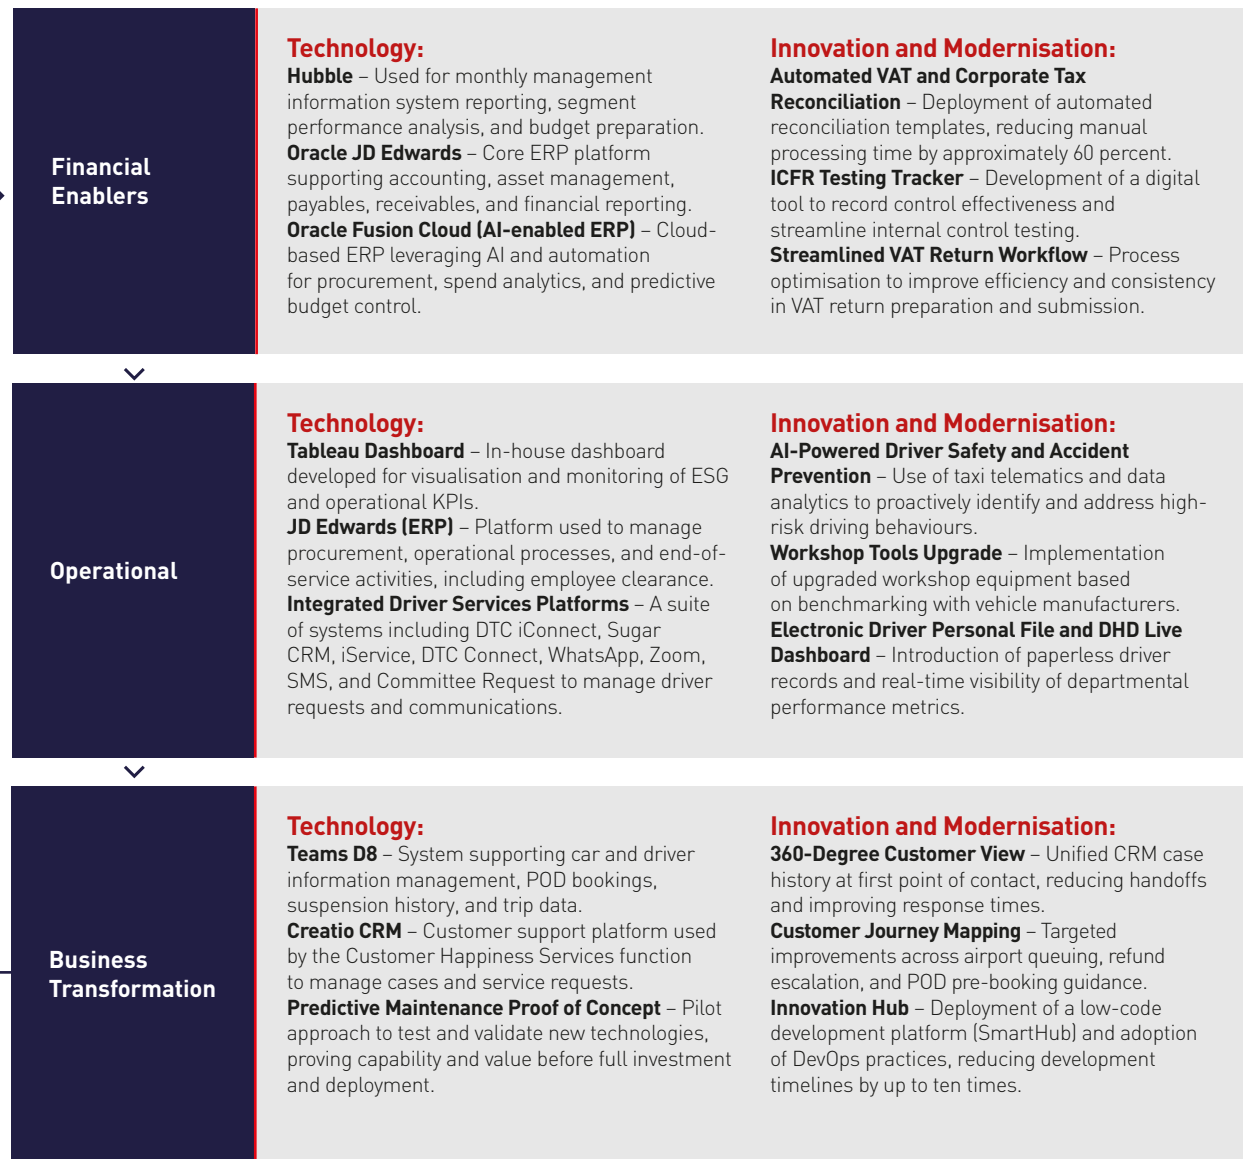 Financial
Enablers
Technology:
Hubble – Used for monthly management
information system reporting, segment
performance analysis, and budget preparation.
Oracle JD Edwards – Core ERP platform
supporting accounting, asset management,
payables, receivables, and financial reporting.
Oracle Fusion Cloud (AI-enabled ERP) – Cloud-
based ERP leveraging AI and automation
for procurement, spend analytics, and predictive
budget control.
Innovation and Modernisation:
Automated VAT and Corporate Tax
Reconciliation – Deployment of automated
reconciliation templates, reducing manual
processing time by approximately 60 percent.
ICFR Testing Tracker – Development of a digital
tool to record control effectiveness and
streamline internal control testing.
Streamlined VAT Return Workflow – Process
optimisation to improve efficiency and consistency
in VAT return preparation and submission.
Operational
Technology:
Tableau Dashboard – In-house dashboard
developed for visualisation and monitoring of ESG
and operational KPIs.
JD Edwards (ERP) – Platform used to manage
procurement, operational processes, and end-of-
service activities, including employee clearance.
Integrated Driver Services Platforms – A suite
of systems including DTC iConnect, Sugar
CRM, iService, DTC Connect, WhatsApp, Zoom,
SMS, and Committee Request to manage driver
requests and communications.
Innovation and Modernisation:
AI-Powered Driver Safety and Accident
Prevention – Use of taxi telematics and data
analytics to proactively identify and address high-
risk driving behaviours.
Workshop Tools Upgrade – Implementation
of upgraded workshop equipment based
on benchmarking with vehicle manufacturers.
Electronic Driver Personal File and DHD Live
Dashboard – Introduction of paperless driver
records and real-time visibility of departmental
performance metrics.
Business
Transformation
Technology:
Teams D8 – System supporting car and driver
information management, POD bookings,
suspension history, and trip data.
Creatio CRM – Customer support platform used
by the Customer Happiness Services function
to manage cases and service requests.
Predictive Maintenance Proof of Concept – Pilot
approach to test and validate new technologies,
proving capability and value before full investment
and deployment.
Innovation and Modernisation:
360-Degree Customer View – Unified CRM case
history at first point of contact, reducing handoffs
and improving response times.
Customer Journey Mapping – Targeted
improvements across airport queuing, refund
escalation, and POD pre-booking guidance.
Innovation Hub – Deployment of a low-code
development platform (SmartHub) and adoption
of DevOps practices, reducing development
timelines by up to ten times.